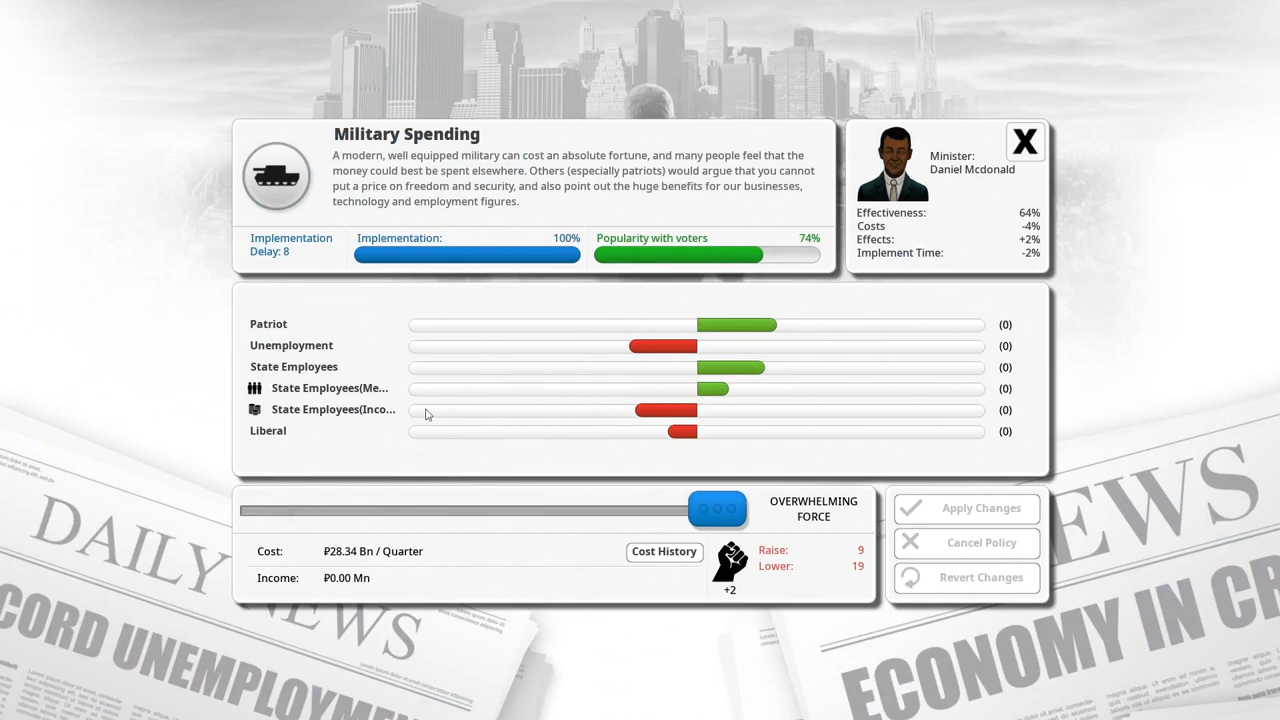 Military Spending
A modern, well equipped military can cost an absolute fortune, and many people feel that the
money could best be spent elsewhere. Others (especially patriots) would argue that you cannot
put a price on freedom and security, and also point out the huge benefits for our businesses,
technology and employment figures.
Implementation
Delay: 8
Implementation: 100%
Popularity with voters 74%
X
Minister:
Daniel Mcdonald
Effectiveness: 64%
Costs -4%
Effects: +2%
Implement Time: -2%
Patriot (0)
Unemployment (0)
State Employees (0)
State Employees(Me... (0)
State Employees(Inco... (0)
Liberal (0)
OVERWHELMING
FORCE
Cost: ₽28.34 Bn / Quarter
Cost History
Income: ₽0.00 Mn
+2
Raise: 9
Lower: 19
Apply Changes
Cancel Policy
Revert Changes
DAILY NEWS
CORD UNEMPLOYME
NEWS
ECONOMY IN CR